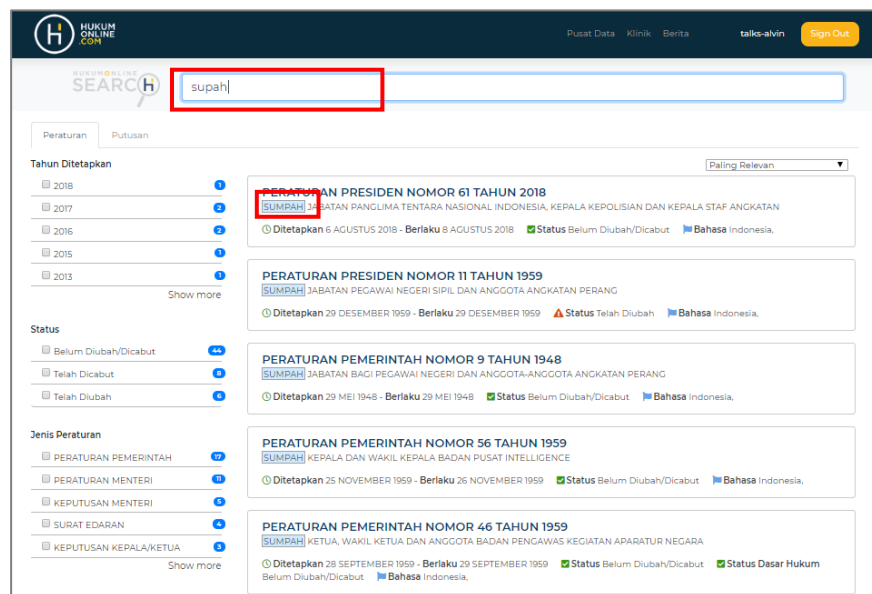 HUKUM
ONLINE
.COM
Pusat Data Klinik Berita talks-alvin Sign Out
HUKUMONLINE
SEARCH
supah
Peraturan Putusan
Tahun Ditetapkan
2018 1
2017 2
2016 2
2015 1
2013 1
Show more
Status
Belum Diubah/Dicabut 44
Telah Dicabut 8
Telah Diubah 6
Jenis Peraturan
PERATURAN PEMERINTAH 17
PERATURAN MENTERI 11
KEPUTUSAN MENTERI 5
SURAT EDARAN 4
KEPUTUSAN KEPALA/KETUA 3
Show more
Paling Relevan
PERATURAN PRESIDEN NOMOR 61 TAHUN 2018
SUMPAH JABATAN PANGLIMA TENTARA NASIONAL INDONESIA, KEPALA KEPOLISIAN DAN KEPALA STAF ANGKATAN
Ditetapkan 6 AGUSTUS 2018 - Berlaku 8 AGUSTUS 2018 Status Belum Diubah/Dicabut Bahasa Indonesia,
PERATURAN PRESIDEN NOMOR 11 TAHUN 1959
SUMPAH JABATAN PEGAWAI NEGERI SIPIL DAN ANGGOTA ANGKATAN PERANG
Ditetapkan 29 DESEMBER 1959 - Berlaku 29 DESEMBER 1959 Status Telah Diubah Bahasa Indonesia,
PERATURAN PEMERINTAH NOMOR 9 TAHUN 1948
SUMPAH JABATAN BAGI PEGAWAI NEGERI DAN ANGGOTA-ANGGOTA ANGKATAN PERANG
Ditetapkan 29 MEI 1948 - Berlaku 29 MEI 1948 Status Belum Diubah/Dicabut Bahasa Indonesia,
PERATURAN PEMERINTAH NOMOR 56 TAHUN 1959
SUMPAH KEPALA DAN WAKIL KEPALA BADAN PUSAT INTELLIGENCE
Ditetapkan 25 NOVEMBER 1959 - Berlaku 26 NOVEMBER 1959 Status Belum Diubah/Dicabut Bahasa Indonesia,
PERATURAN PEMERINTAH NOMOR 46 TAHUN 1959
SUMPAH KETUA, WAKIL KETUA DAN ANGGOTA BADAN PENGAWAS KEGIATAN APARATUR NEGARA
Ditetapkan 28 SEPTEMBER 1959 - Berlaku 29 SEPTEMBER 1959 Status Belum Diubah/Dicabut Status Dasar Hukum
Belum Diubah/Dicabut Bahasa Indonesia,